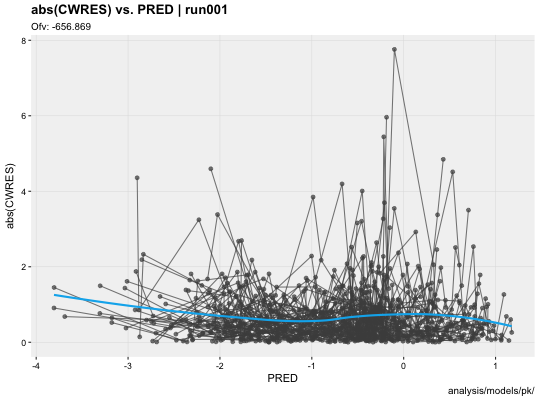 abs(CWRES) vs. PRED | run001
Ofv: -656.869
8
6
4
2
0
abs(CWRES)
-4
-3
-2
-1
0
1
PRED
analysis/models/pk/